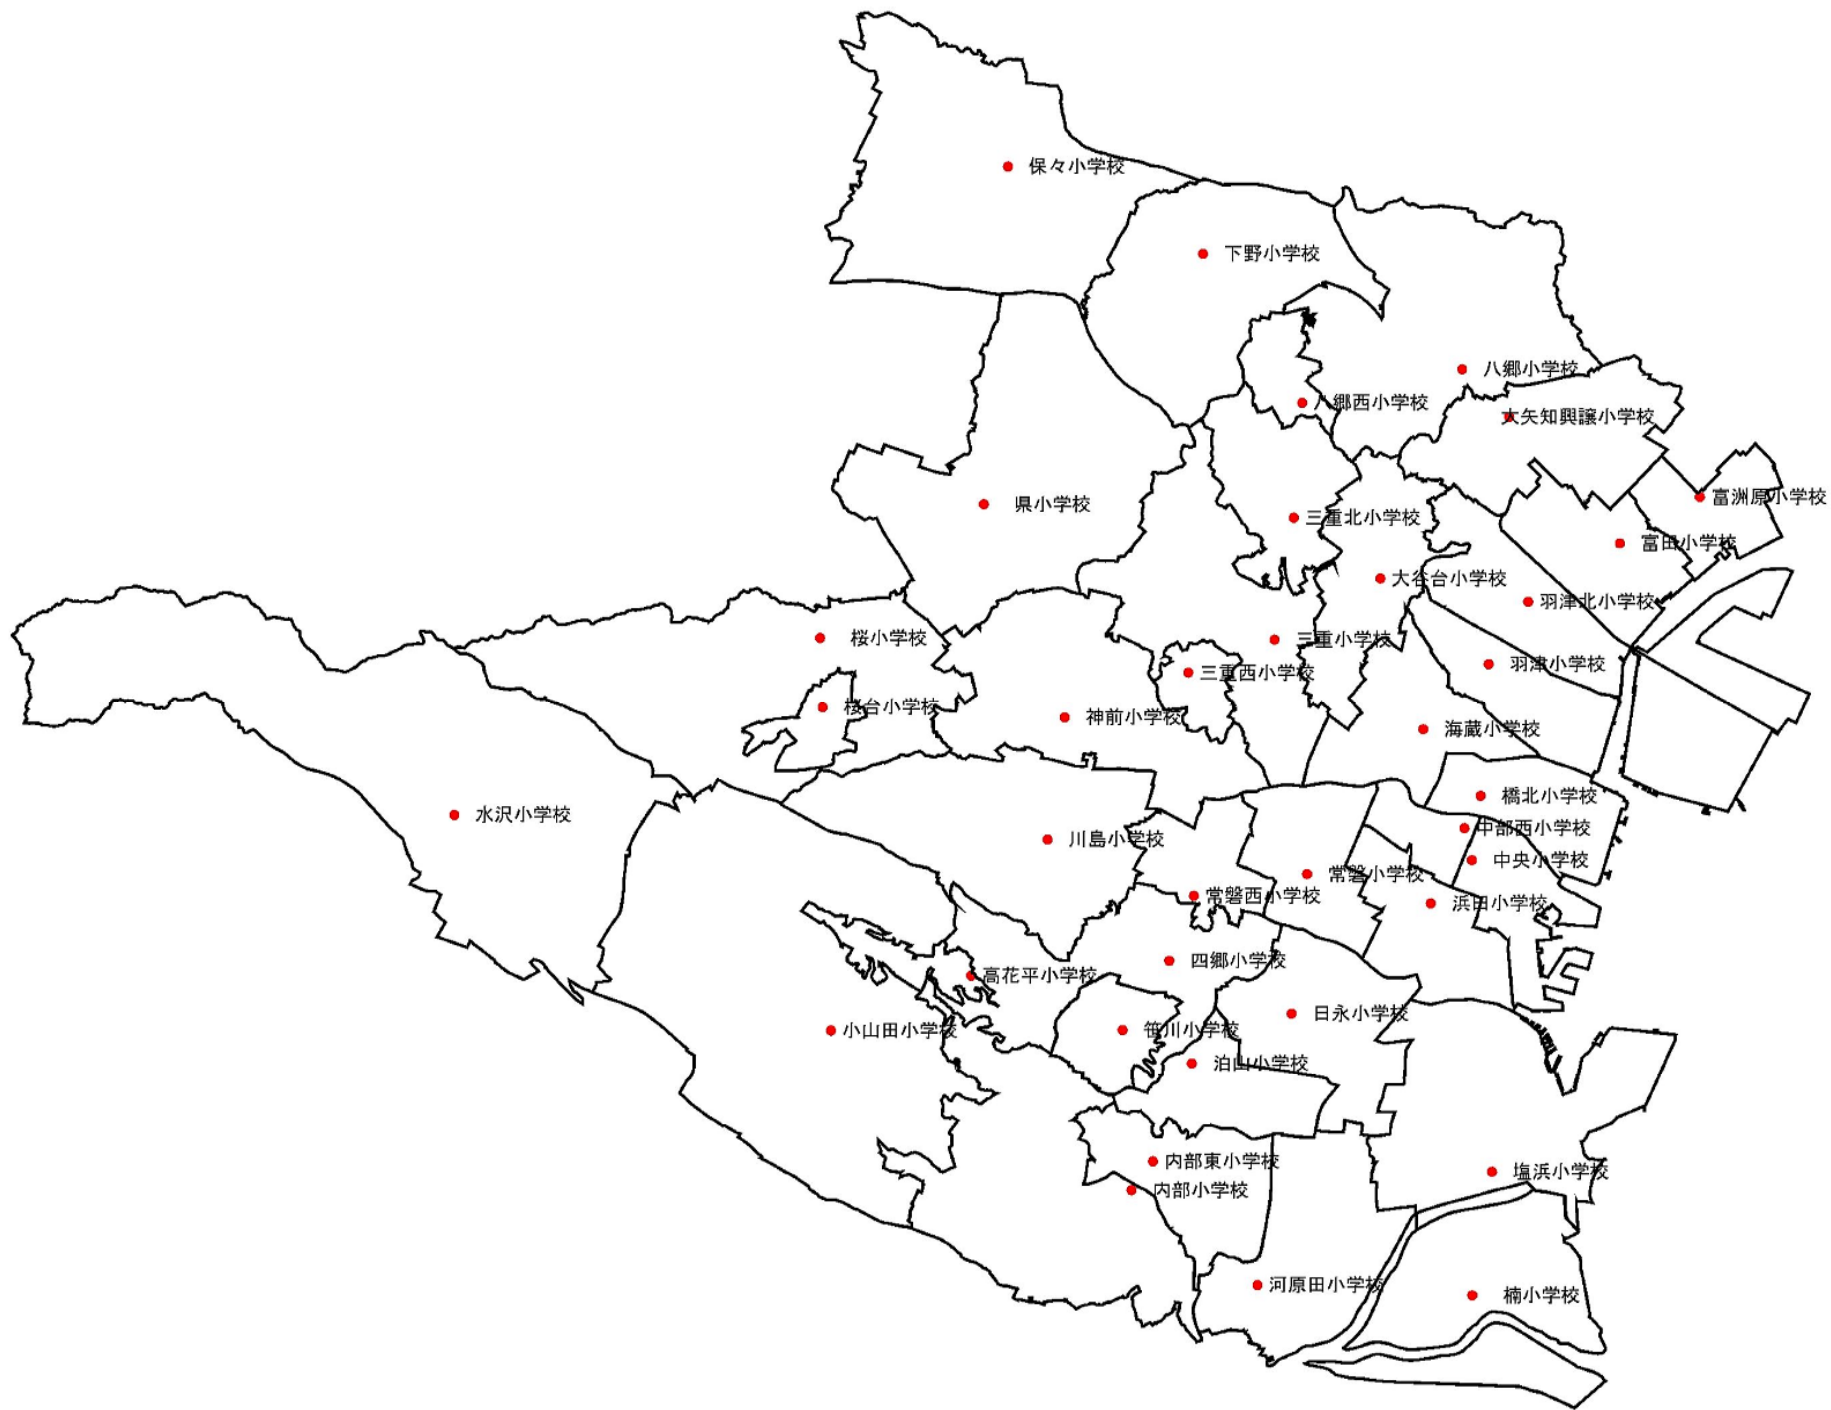 保々小学校
下野小学校
八郷小学校
八郷西小学校
大矢知興譲小学校
富洲原小学校
県小学校
三重北小学校
富田小学校
大谷台小学校
羽津北小学校
桜小学校
三重小学校
羽津小学校
三重西小学校
桜台小学校
神前小学校
海蔵小学校
橋北小学校
水沢小学校
中部西小学校
川島小学校
中央小学校
常磐小学校
常磐西小学校
浜田小学校
四郷小学校
高花平小学校
日永小学校
小山田小学校
笹川小学校
泊山小学校
内部東小学校
塩浜小学校
内部小学校
河原田小学校
楠小学校